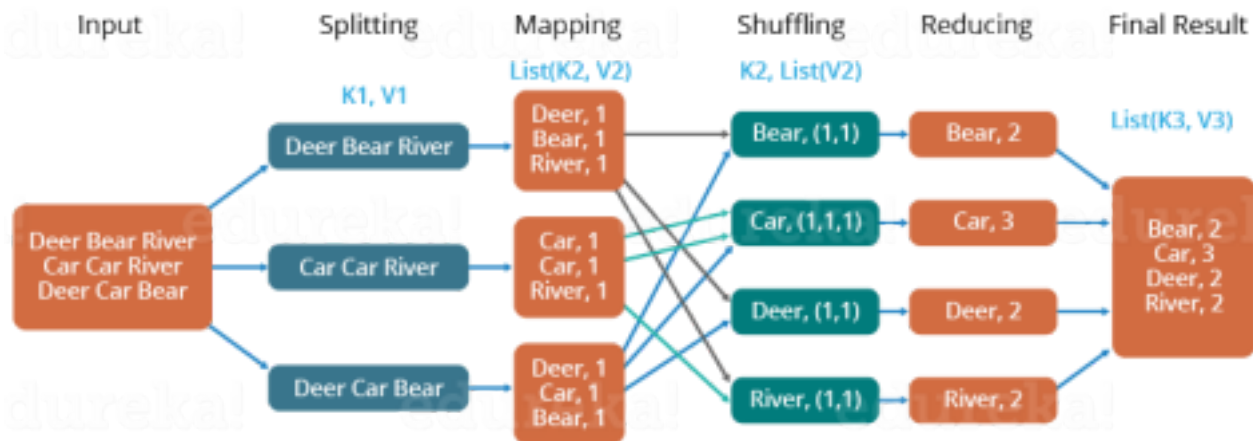 Input
Splitting
Mapping
Shuffling
Reducing
Final Result
K1, V1
List(K2, V2)
K2, List(V2)
List(K3, V3)
Deer Bear River
Car Car River
Deer Car Bear
Deer Bear River
Car Car River
Deer Car Bear
Deer, 1
Bear, 1
River, 1
Car, 1
Car, 1
River, 1
Deer, 1
Car, 1
Bear, 1
Bear, (1,1)
Car, (1,1,1)
Deer, (1,1)
River, (1,1)
Bear, 2
Car, 3
Deer, 2
River, 2
Bear, 2
Car, 3
Deer, 2
River, 2
edureka!